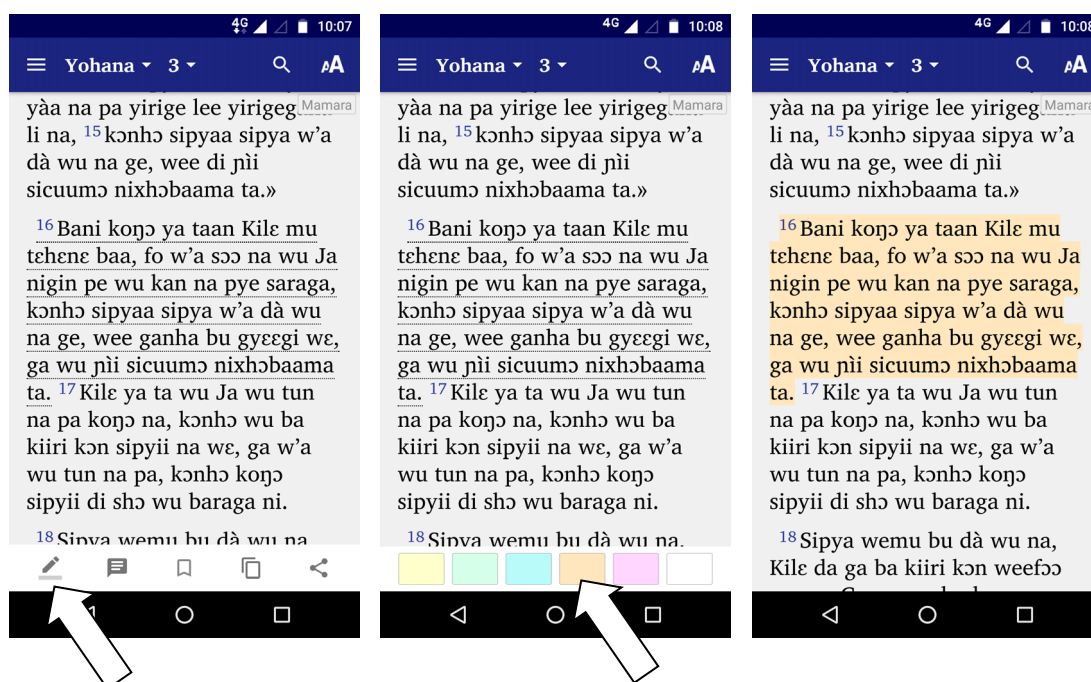 4G 10:07
Yohana 3 AA
yàa na pa yirige lee yirigeg
Mamara
li na, 15 kɔnhɔ sipyaa sipya w’a
dà wu na ge, wee di ɲìi
sicuumɔ nixhɔbaama ta.»
16 Bani koŋɔ ya taan Kilɛ mu
tɛhɛnɛ baa, fo w’a sɔɔ na wu Ja
nigin pe wu kan na pye saraga,
kɔnhɔ sipyaa sipya w’a dà wu
na ge, wee ganha bu gyɛɛgi wɛ,
ga wu ɲìi sicuumɔ nixhɔbaama
ta. 17 Kilɛ ya ta wu Ja wu tun
na pa koŋɔ na, kɔnhɔ wu ba
kiiri kɔn sipyii na wɛ, ga w’a
wu tun na pa, kɔnhɔ koŋɔ
sipyii di shɔ wu baraga ni.
18 Sipya wemu bu dà wu na
4G 10:08
Yohana 3 AA
yàa na pa yirige lee yirigeg
Mamara
li na, 15 kɔnhɔ sipyaa sipya w’a
dà wu na ge, wee di ɲìi
sicuumɔ nixhɔbaama ta.»
16 Bani koŋɔ ya taan Kilɛ mu
tɛhɛnɛ baa, fo w’a sɔɔ na wu Ja
nigin pe wu kan na pye saraga,
kɔnhɔ sipyaa sipya w’a dà wu
na ge, wee ganha bu gyɛɛgi wɛ,
ga wu ɲìi sicuumɔ nixhɔbaama
ta. 17 Kilɛ ya ta wu Ja wu tun
na pa koŋɔ na, kɔnhɔ wu ba
kiiri kɔn sipyii na wɛ, ga w’a
wu tun na pa, kɔnhɔ koŋɔ
sipyii di shɔ wu baraga ni.
18 Sipya wemu bu dà wu na,
4G 10:08
Yohana 3 AA
yàa na pa yirige lee yirigeg
Mamara
li na, 15 kɔnhɔ sipyaa sipya w’a
dà wu na ge, wee di ɲìi
sicuumɔ nixhɔbaama ta.»
16 Bani koŋɔ ya taan Kilɛ mu
tɛhɛnɛ baa, fo w’a sɔɔ na wu Ja
nigin pe wu kan na pye saraga,
kɔnhɔ sipyaa sipya w’a dà wu
na ge, wee ganha bu gyɛɛgi wɛ,
ga wu ɲìi sicuumɔ nixhɔbaama
ta. 17 Kilɛ ya ta wu Ja wu tun
na pa koŋɔ na, kɔnhɔ wu ba
kiiri kɔn sipyii na wɛ, ga w’a
wu tun na pa, kɔnhɔ koŋɔ
sipyii di shɔ wu baraga ni.
18 Sipya wemu bu dà wu na,
Kilɛ da ga ba kiiri kɔn weefɔɔ